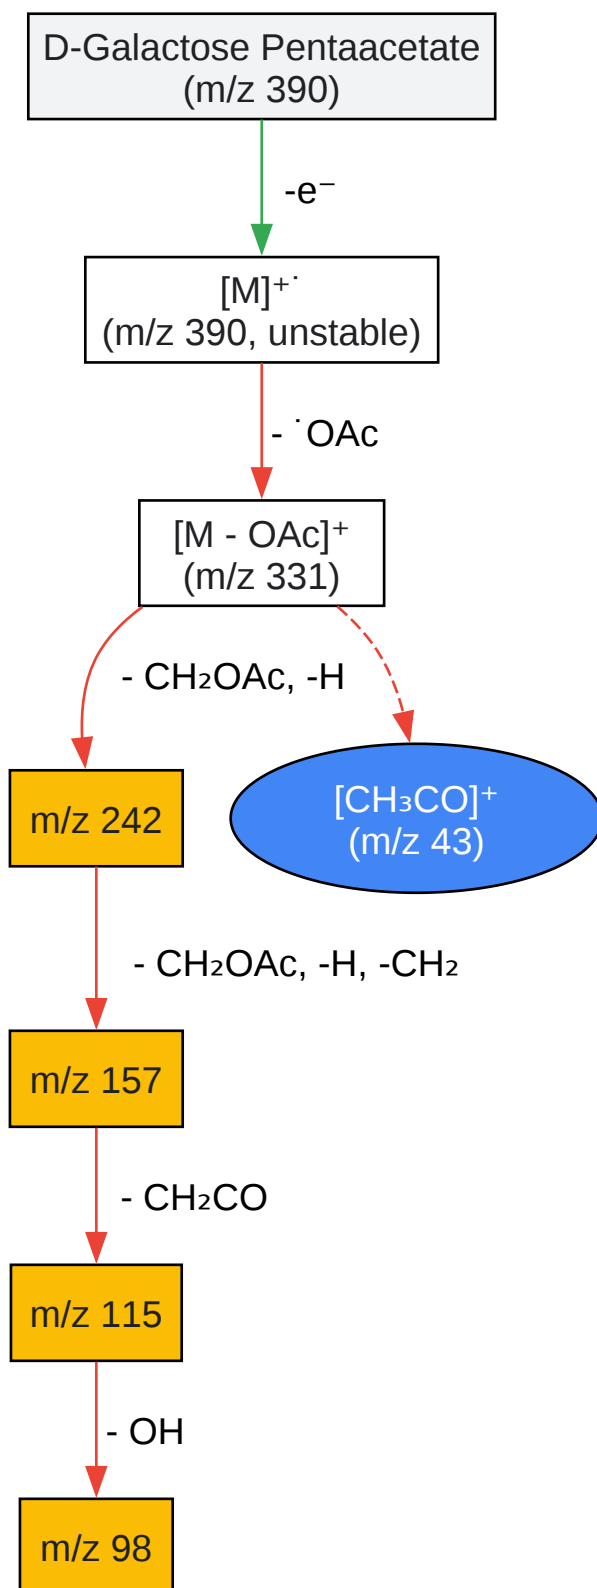 D-Galactose Pentaacetate
(m/z 390)
-e⁻
[M]⁺˙
(m/z 390, unstable)
- ˙OAc
[M - OAc]⁺
(m/z 331)
- CH₂OAc, -H
m/z 242
[CH₃CO]⁺
(m/z 43)
- CH₂OAc, -H, -CH₂
m/z 157
- CH₂CO
m/z 115
- OH
m/z 98